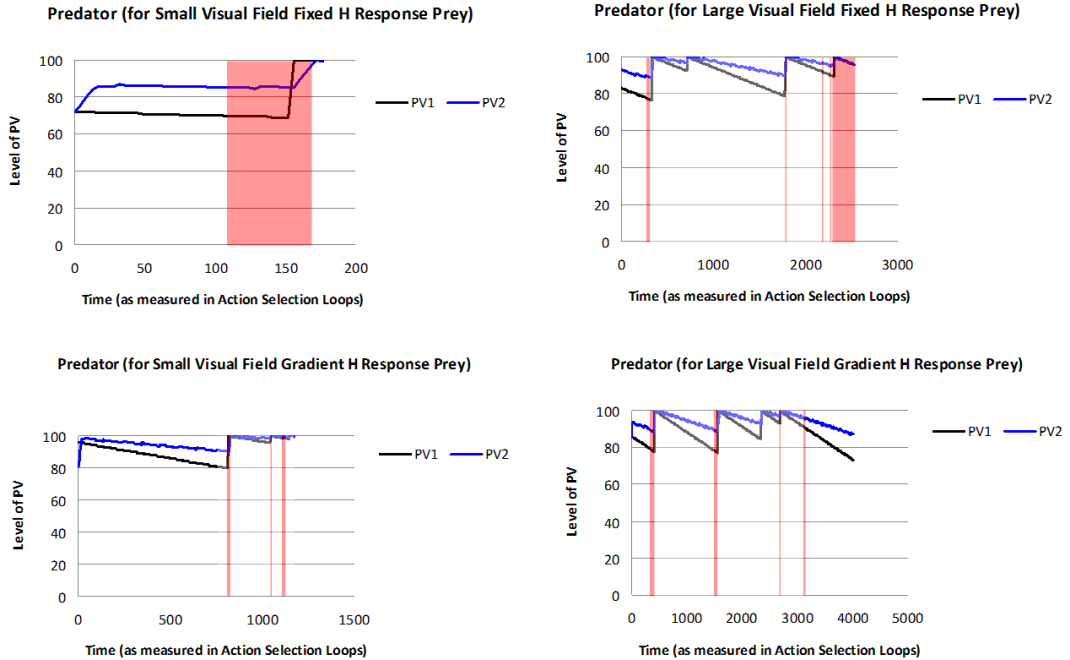 Predator (for Small Visual Field Fixed H Response Prey)
Level of PV
100
80
60
40
20
0
0 50 100 150 200
Time (as measured in Action Selection Loops)
PV1 PV2
Predator (for Large Visual Field Fixed H Response Prey)
Level of PV
100
80
60
40
20
0
0 1000 2000 3000
Time (as measured in Action Selection Loops)
PV1 PV2
Predator (for Small Visual Field Gradient H Response Prey)
Level of PV
100
80
60
40
20
0
0 500 1000 1500
Time (as measured in Action Selection Loops)
PV1 PV2
Predator (for Large Visual Field Gradient H Response Prey)
Level of PV
100
80
60
40
20
0
0 1000 2000 3000 4000 5000
Time (as measured in Action Selection Loops)
PV1 PV2